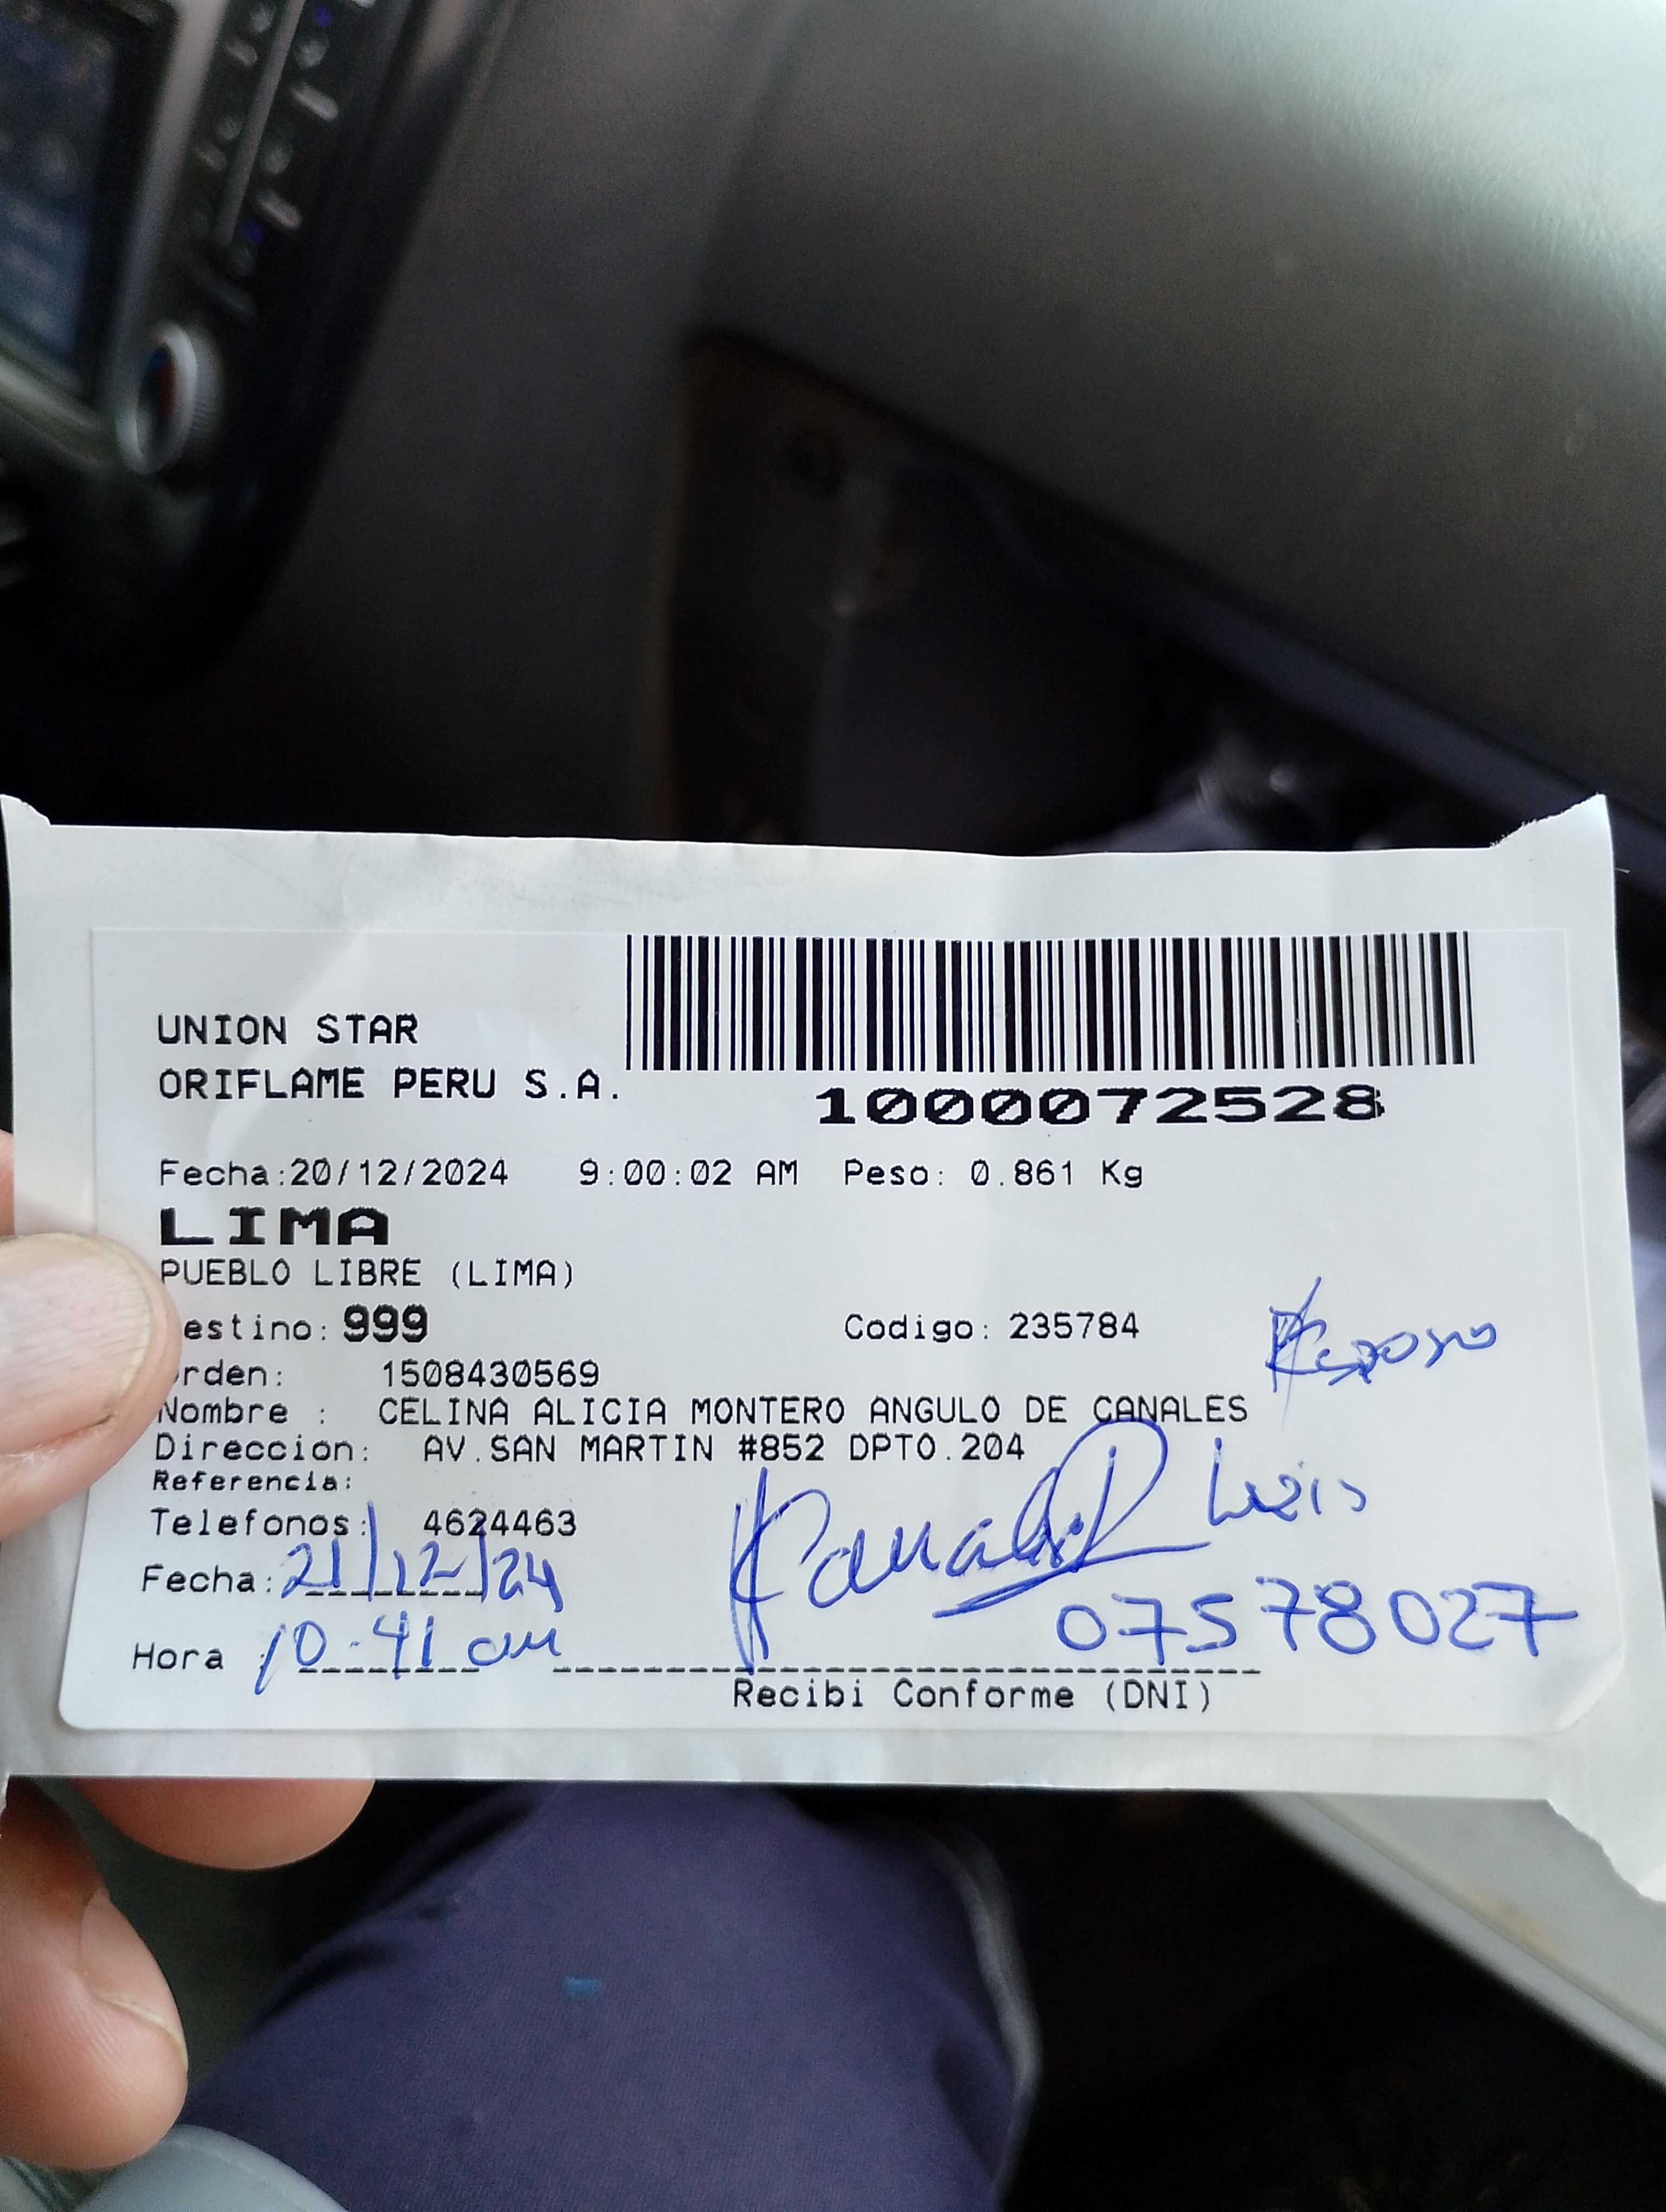 UNION STAR
ORIFLAME PERU S.A.
1000072528
Fecha:20/12/2024 9:00:02 AM Peso: 0.861 Kg
LIMA
PUEBLO LIBRE (LIMA)
estino: 999 Codigo: 235784
Esposo
rden: 1508430569
Nombre : CELINA ALICIA MONTERO ANGULO DE CANALES
Direccion: AV.SAN MARTIN #852 DPTO.204
Referencia:
Luis
Telefonos: 4624463
Fecha: 21/12/24
07578027
Hora : 10:41 am
Recibi Conforme (DNI)